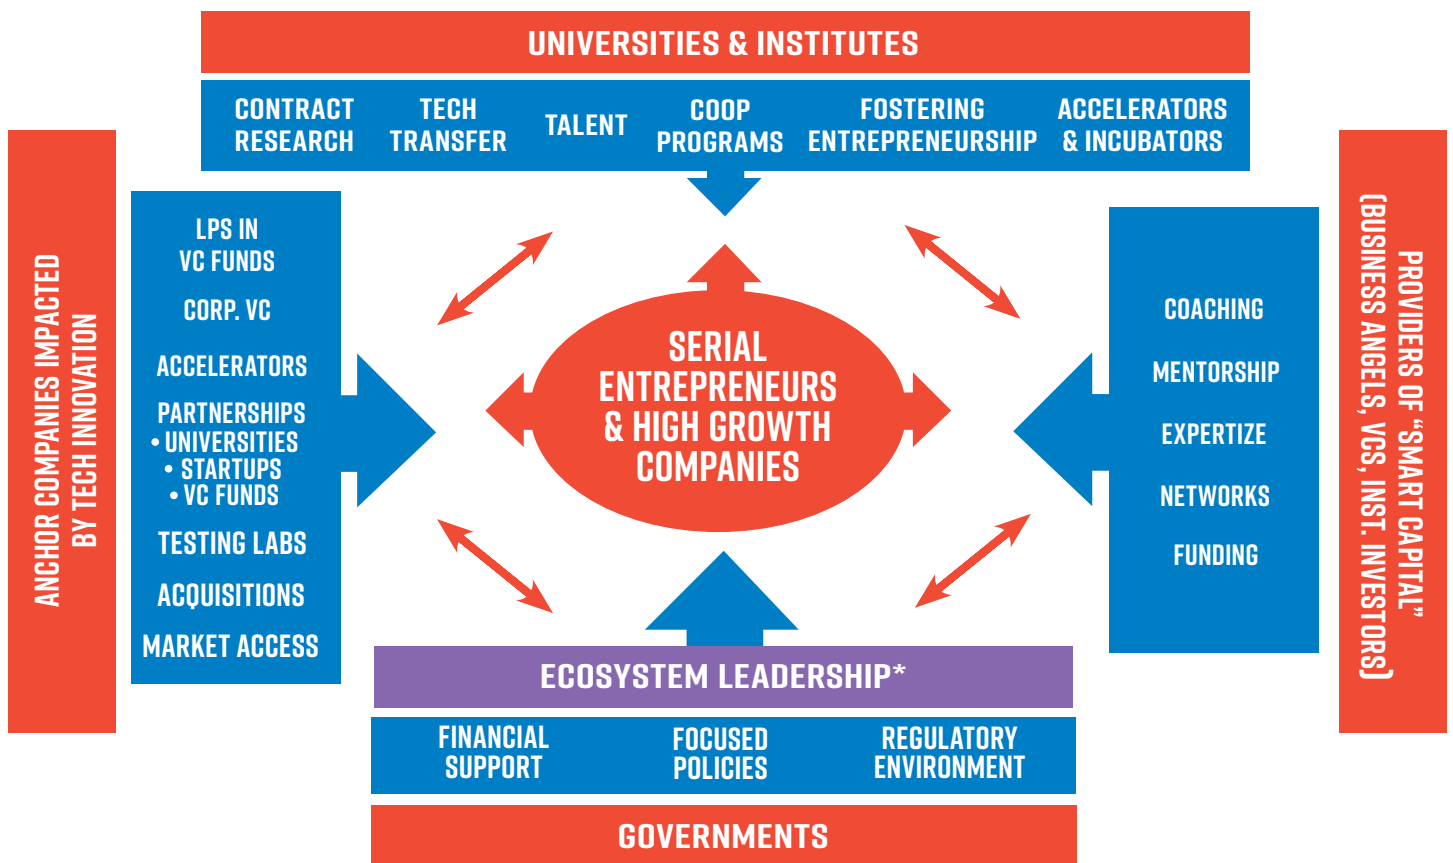 UNIVERSITIES & INSTITUTES
CONTRACT
RESEARCH
TECH
TRANSFER
TALENT
COOP
PROGRAMS
FOSTERING
ENTREPRENEURSHIP
ACCELERATORS
& INCUBATORS
ANCHOR COMPANIES IMPACTED
BY TECH INNOVATION
LPS IN
VC FUNDS
CORP. VC
ACCELERATORS
PARTNERSHIPS
• UNIVERSITIES
• STARTUPS
• VC FUNDS
TESTING LABS
ACQUISITIONS
MARKET ACCESS
SERIAL
ENTREPRENEURS
& HIGH GROWTH
COMPANIES
COACHING
MENTORSHIP
EXPERTIZE
NETWORKS
FUNDING
PROVIDERS OF “SMART CAPITAL”
(BUSINESS ANGELS, VCS, INST. INVESTORS)
ECOSYSTEM LEADERSHIP*
FINANCIAL
SUPPORT
FOCUSED
POLICIES
REGULATORY
ENVIRONMENT
GOVERNMENTS